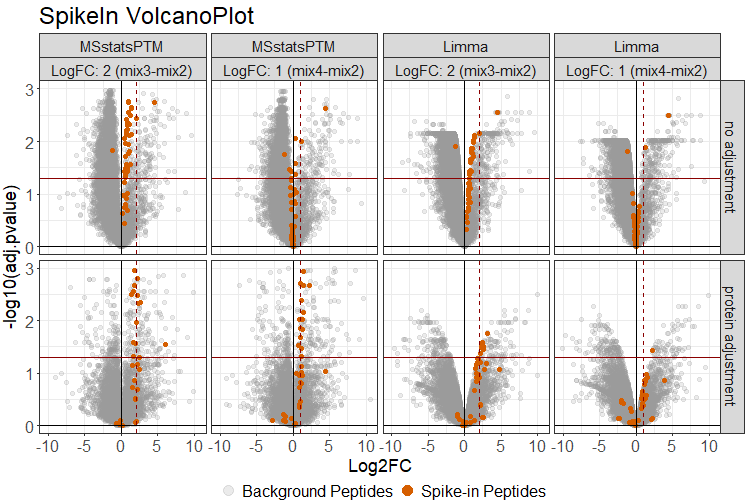 SpikeIn VolcanoPlot
MSstatsPTM MSstatsPTM Limma Limma
LogFC: 2 (mix3-mix2) LogFC: 1 (mix4-mix2) LogFC: 2 (mix3-mix2) LogFC: 1 (mix4-mix2)
3
2
1
0
no adjustment
3
2
1
0
protein adjustment
-log10(adj.pvalue)
-10 -5 0 5 10 -10 -5 0 5 10 -10 -5 0 5 10 -10 -5 0 5 10
Log2FC
Background Peptides Spike-in Peptides